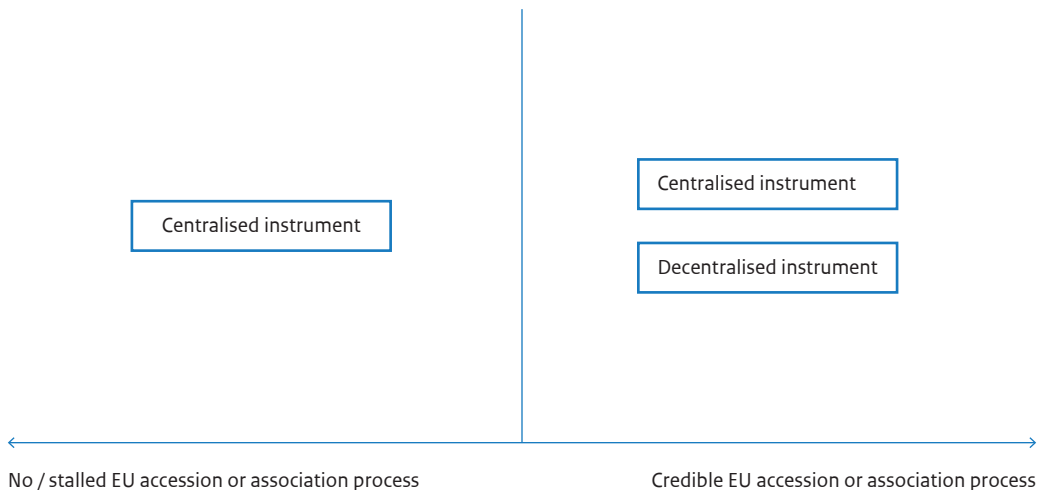 Centralised instrument
Centralised instrument
Decentralised instrument
No / stalled EU accession or association process
Credible EU accession or association process